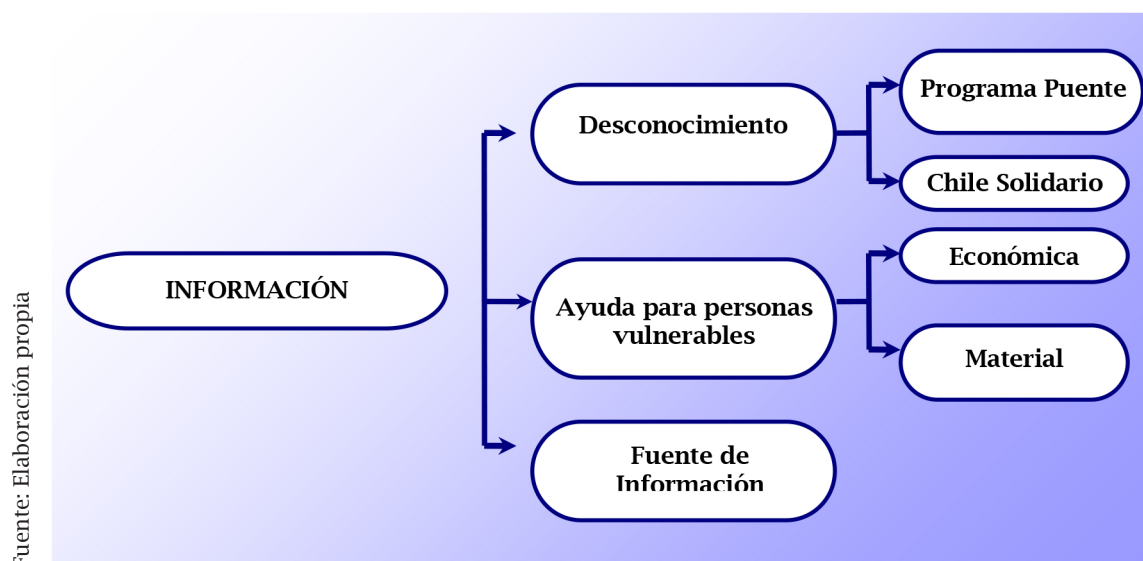 INFORMACIÓN
Desconocimiento
Programa Puente
Chile Solidario
Ayuda para personas
vulnerables
Económica
Material
Fuente de
Información
Fuente: Elaboración propia